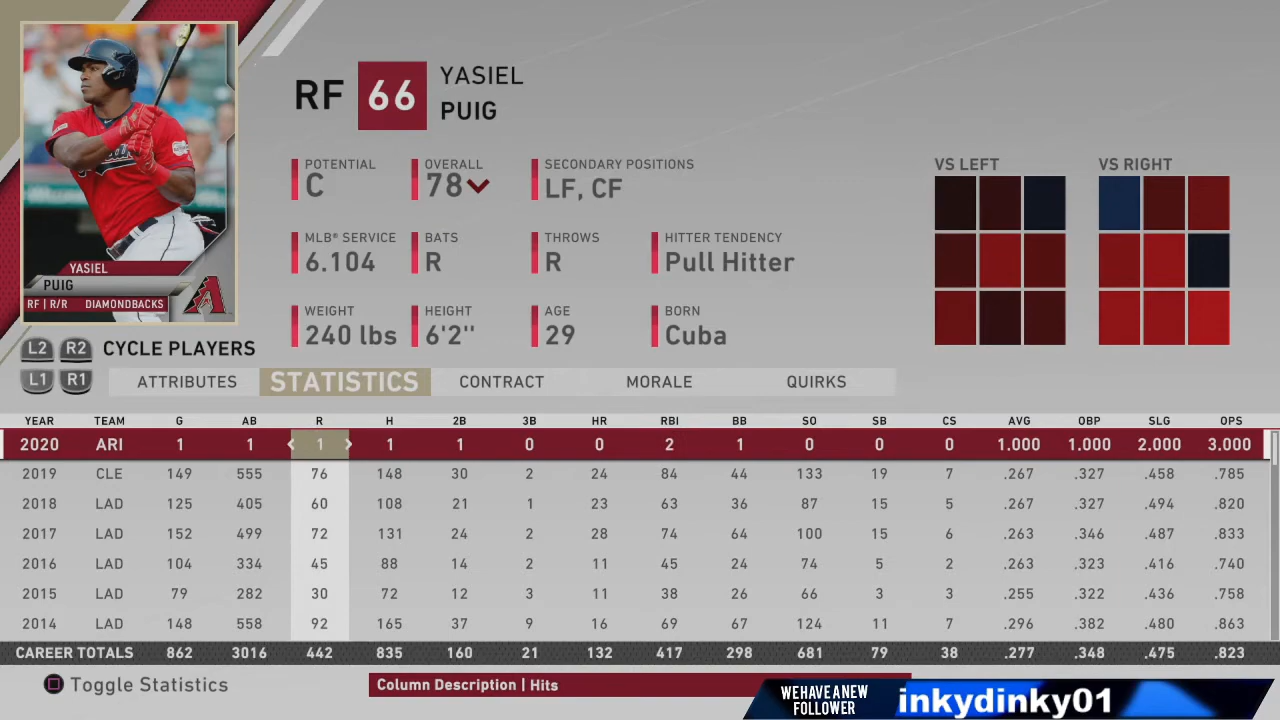 RF 66 YASIEL
PUIG
POTENTIAL OVERALL SECONDARY POSITIONS
C 78 LF, CF
MLB® SERVICE BATS THROWS HITTER TENDENCY
6.104 R R Pull Hitter
WEIGHT HEIGHT AGE BORN
240 lbs 6'2" 29 Cuba
VS LEFT VS RIGHT
YASIEL
PUIG
RF | R/R DIAMONDBACKS
L2 R2 CYCLE PLAYERS
L1 R1 ATTRIBUTES STATISTICS CONTRACT MORALE QUIRKS
YEAR TEAM G AB R H 2B 3B HR RBI BB SO SB CS AVG OBP SLG OPS
2020 ARI 1 1 < 1 > 1 1 0 0 2 1 0 0 0 1,000 1,000 2,000 3,000
2019 CLE 149 555 76 148 30 2 24 84 44 133 19 7 .267 .327 .458 .785
2018 LAD 125 405 60 108 21 1 23 63 36 87 15 5 .267 .327 .494 .820
2017 LAD 152 499 72 131 24 2 28 74 64 100 15 6 .263 .346 .487 .833
2016 LAD 104 334 45 88 14 2 11 45 24 74 5 2 .263 .323 .416 .740
2015 LAD 79 282 30 72 12 3 11 38 26 66 3 3 .255 .322 .436 .758
2014 LAD 148 558 92 165 37 9 16 69 67 124 11 7 .296 .382 .480 .863
CAREER TOTALS 862 3016 442 835 160 21 132 417 298 681 79 38 .277 .348 .475 .823
Toggle Statistics Column Description | Hits
WE HAVE A NEW
FOLLOWER
inkydinky01